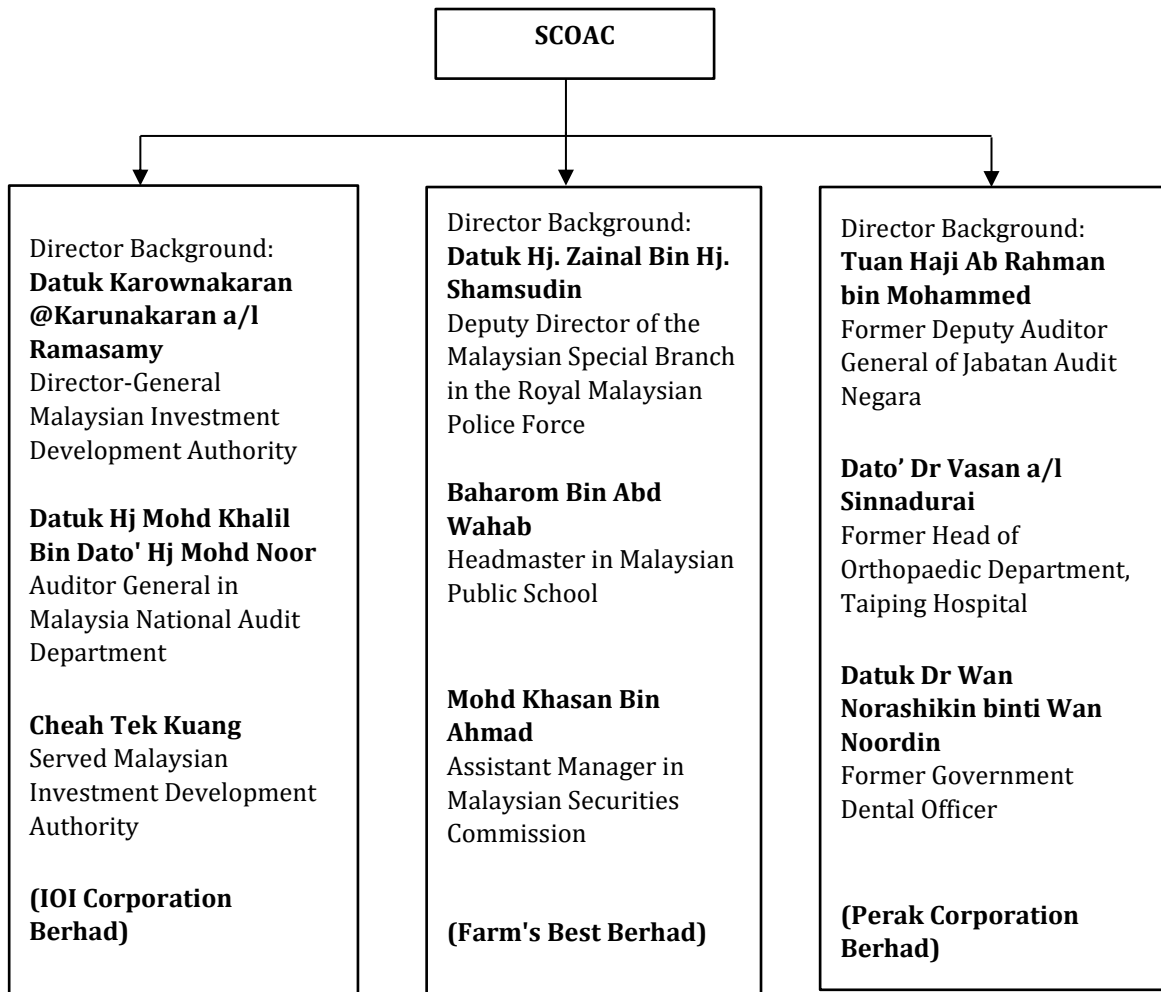 SCOAC
Director Background:
Datuk Karownakaran
@Karunakaran a/l
Ramasamy
Director-General
Malaysian Investment
Development Authority
Datuk Hj Mohd Khalil
Bin Dato' Hj Mohd Noor
Auditor General in
Malaysia National Audit
Department
Cheah Tek Kuang
Served Malaysian
Investment Development
Authority
(IOI Corporation
Berhad)
Director Background:
Datuk Hj. Zainal Bin Hj.
Shamsudin
Deputy Director of the
Malaysian Special Branch
in the Royal Malaysian
Police Force
Baharom Bin Abd
Wahab
Headmaster in Malaysian
Public School
Mohd Khasan Bin
Ahmad
Assistant Manager in
Malaysian Securities
Commission
(Farm's Best Berhad)
Director Background:
Tuan Haji Ab Rahman
bin Mohammed
Former Deputy Auditor
General of Jabatan Audit
Negara
Dato’ Dr Vasan a/l
Sinnadurai
Former Head of
Orthopaedic Department,
Taiping Hospital
Datuk Dr Wan
Norashikin binti Wan
Noordin
Former Government
Dental Officer
(Perak Corporation
Berhad)